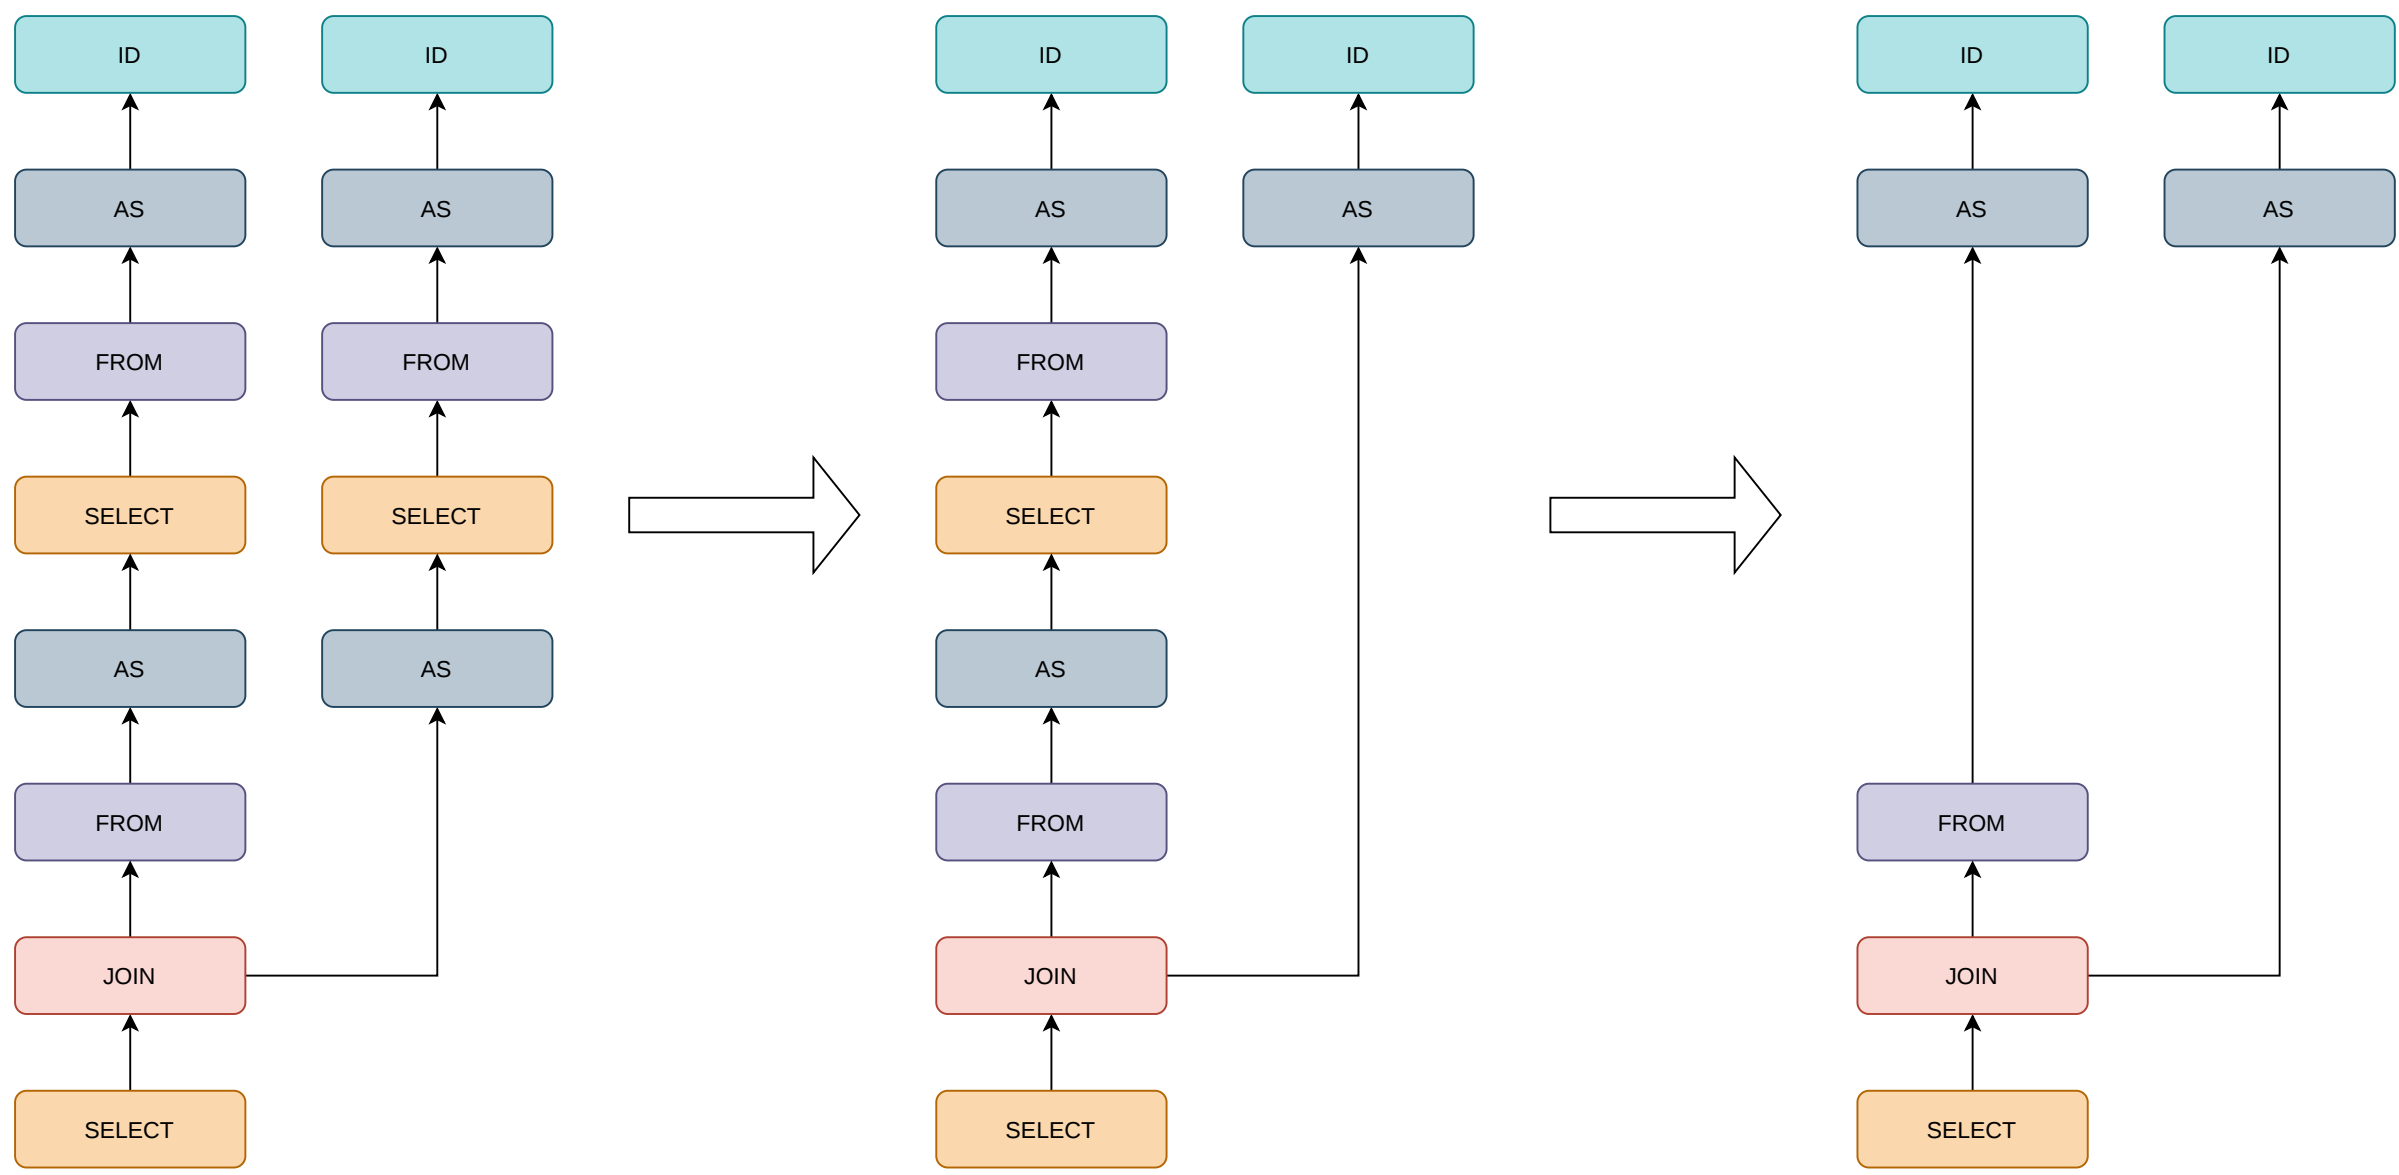 ID
ID
AS
AS
FROM
FROM
SELECT
SELECT
AS
AS
FROM
JOIN
SELECT
ID
ID
AS
AS
FROM
SELECT
AS
FROM
JOIN
SELECT
ID
ID
AS
AS
FROM
JOIN
SELECT